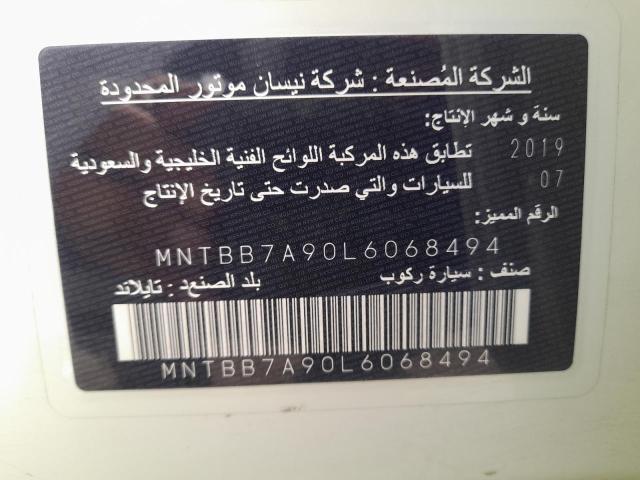 الشركة المُصنعة : شركة نيسان موتور المحدودة
سنة و شهر الإنتاج:
2019 تطابق هذه المركبة اللوائح الفنية الخليجية والسعودية
07 للسيارات والتي صدرت حتى تاريخ الإنتاج
الرقم المميز:
MNTBB7A90L6068494
صنف : سيارة ركوب بلد الصنع : تايلاند
MNTBB7A90L6068494